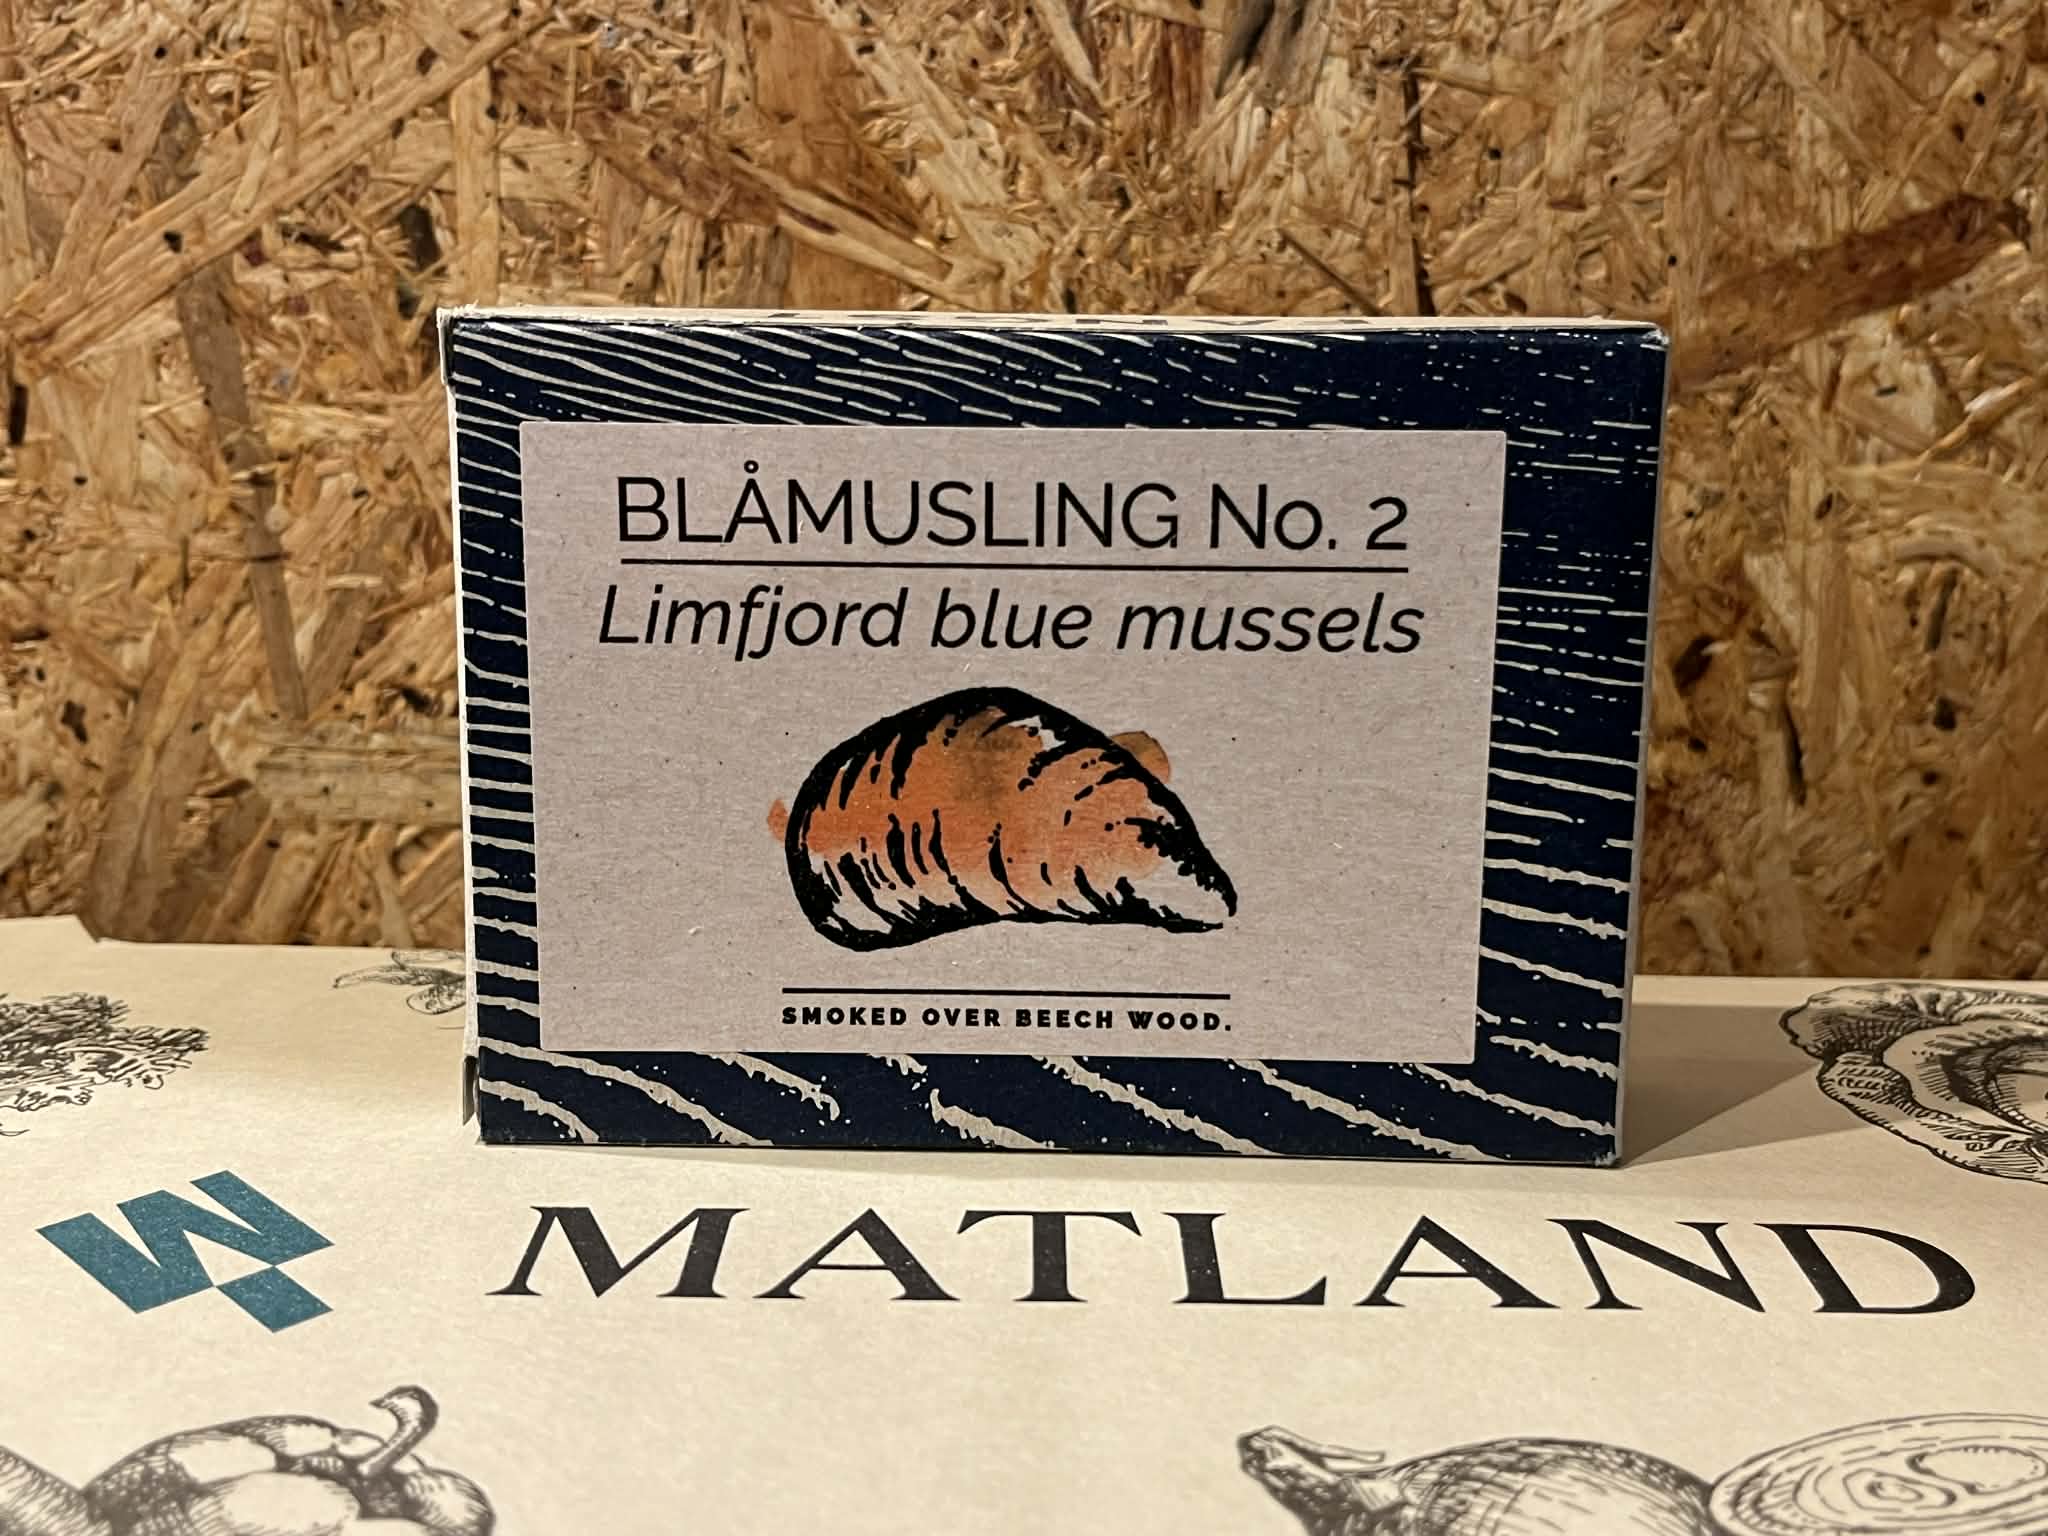 BLÅMUSLING No. 2
Limfjord blue mussels
SMOKED OVER BEECH WOOD.
MATLAND